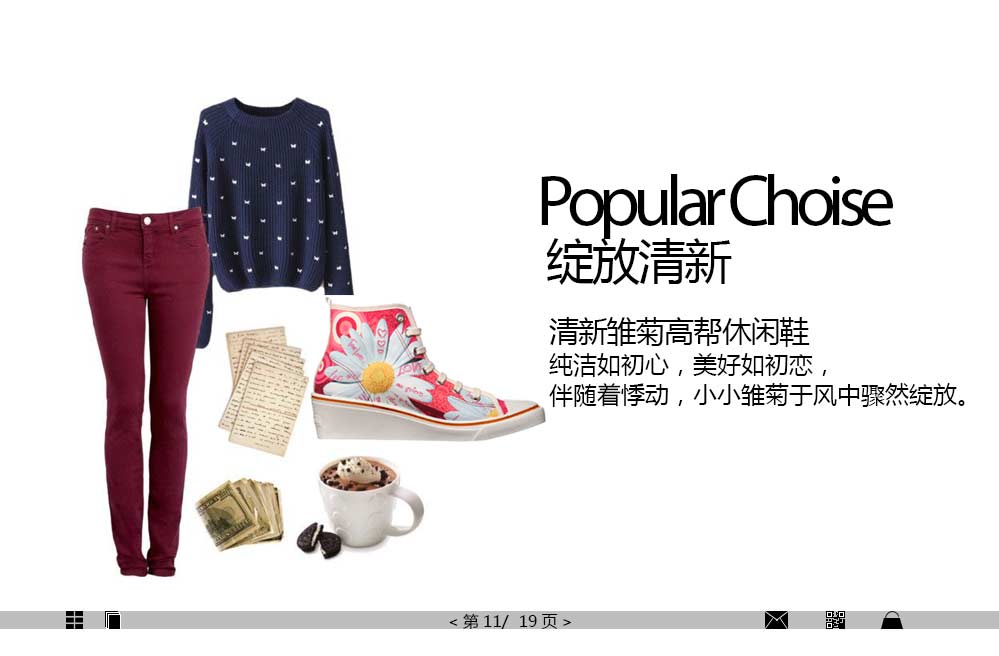 Popular Choise
绽放清新
清新雏菊高帮休闲鞋
纯洁如初心，美好如初恋，
伴随着悸动，小小雏菊于风中骤然绽放。
< 第 11/ 19 页 >